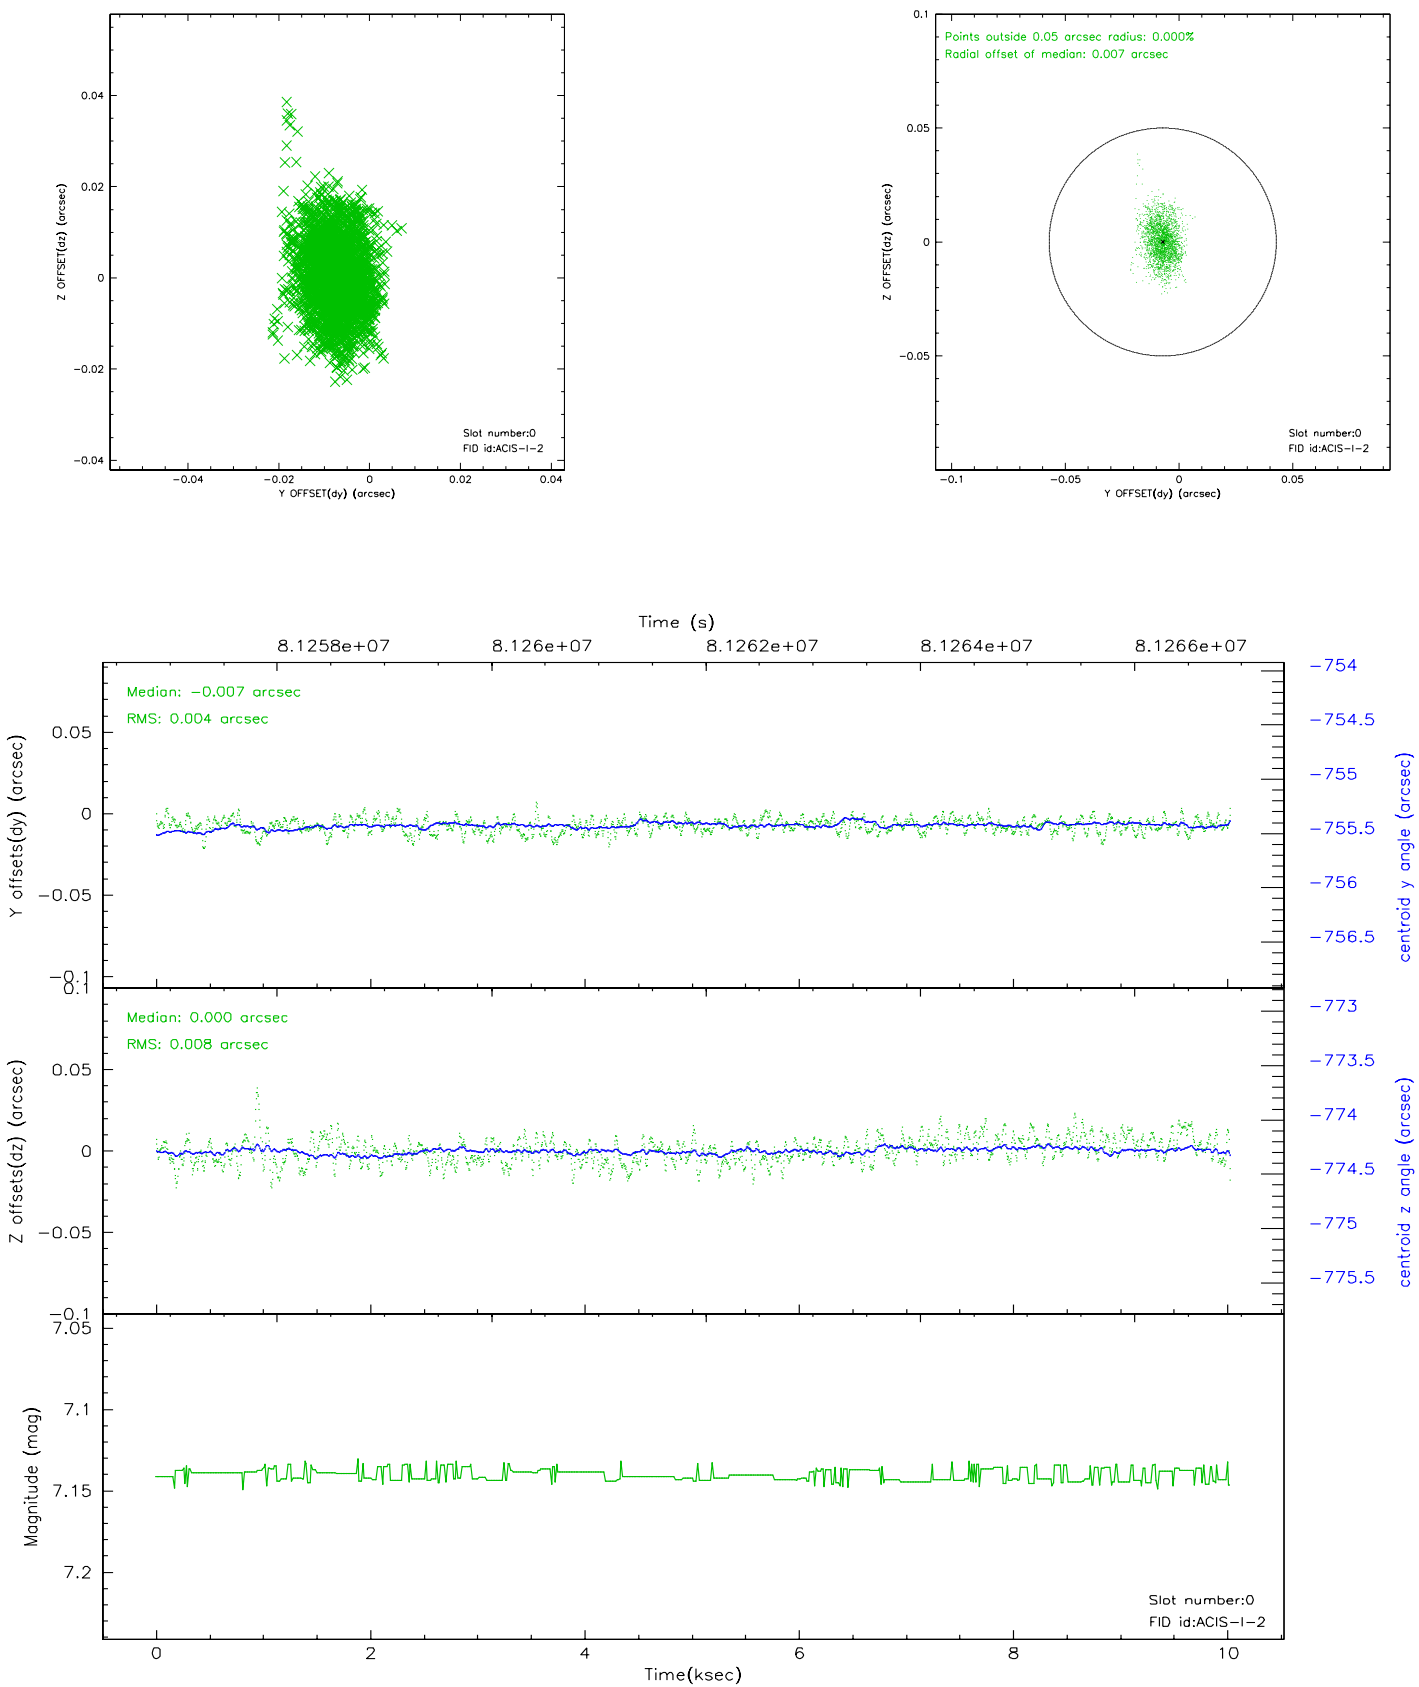 0.04
0.02
0
−0.02
−0.04
Z OFFSET(dz) (arcsec)
Slot number:0
FID id:ACIS−I−2
−0.04 −0.02 0 0.02 0.04
Y OFFSET(dy) (arcsec)
0.1
Points outside 0.05 arcsec radius: 0.000%
Radial offset of median: 0.007 arcsec
0.05
0
−0.05
Z OFFSET(dz) (arcsec)
Slot number:0
FID id:ACIS−I−2
−0.1 −0.05 0 0.05
Y OFFSET(dy) (arcsec)
Time (s)
8.1258e+07 8.126e+07 8.1262e+07 8.1264e+07 8.1266e+07
Median: −0.007 arcsec
RMS: 0.004 arcsec
0.05
0
−0.05
−0.1
Y offsets(dy) (arcsec)
−754
−754.5
−755
−755.5
−756
−756.5
centroid y angle (arcsec)
0.1
Median: 0.000 arcsec
RMS: 0.008 arcsec
0.05
0
−0.05
−0.1
Z offsets(dz) (arcsec)
−773
−773.5
−774
−774.5
−775
−775.5
centroid z angle (arcsec)
7.05
7.1
7.15
7.2
Magnitude (mag)
Slot number:0
FID id:ACIS−I−2
0 2 4 6 8 10
Time(ksec)